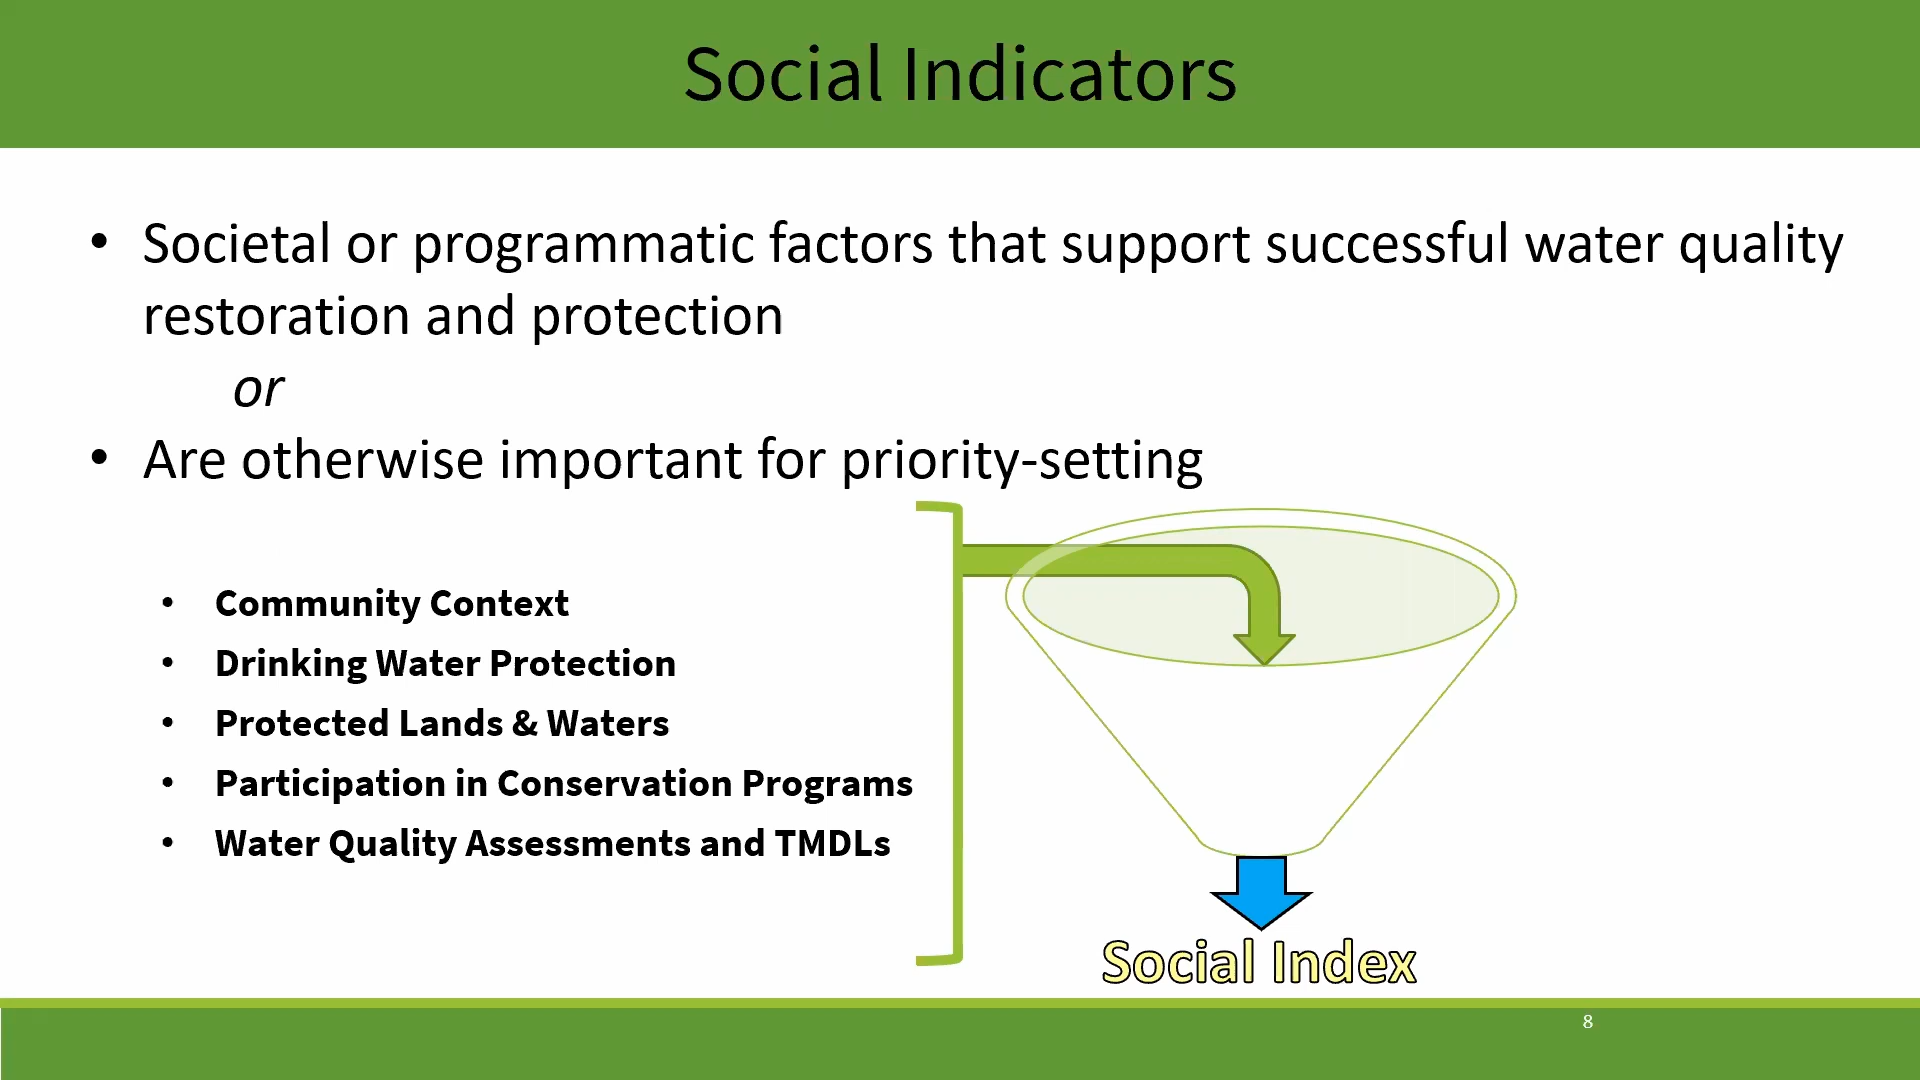 Social Indicators
• Societal or programmatic factors that support successful water quality
restoration and protection
or
• Are otherwise important for priority-setting
• Community Context
• Drinking Water Protection
• Protected Lands & Waters
• Participation in Conservation Programs
• Water Quality Assessments and TMDLs
Social Index
8